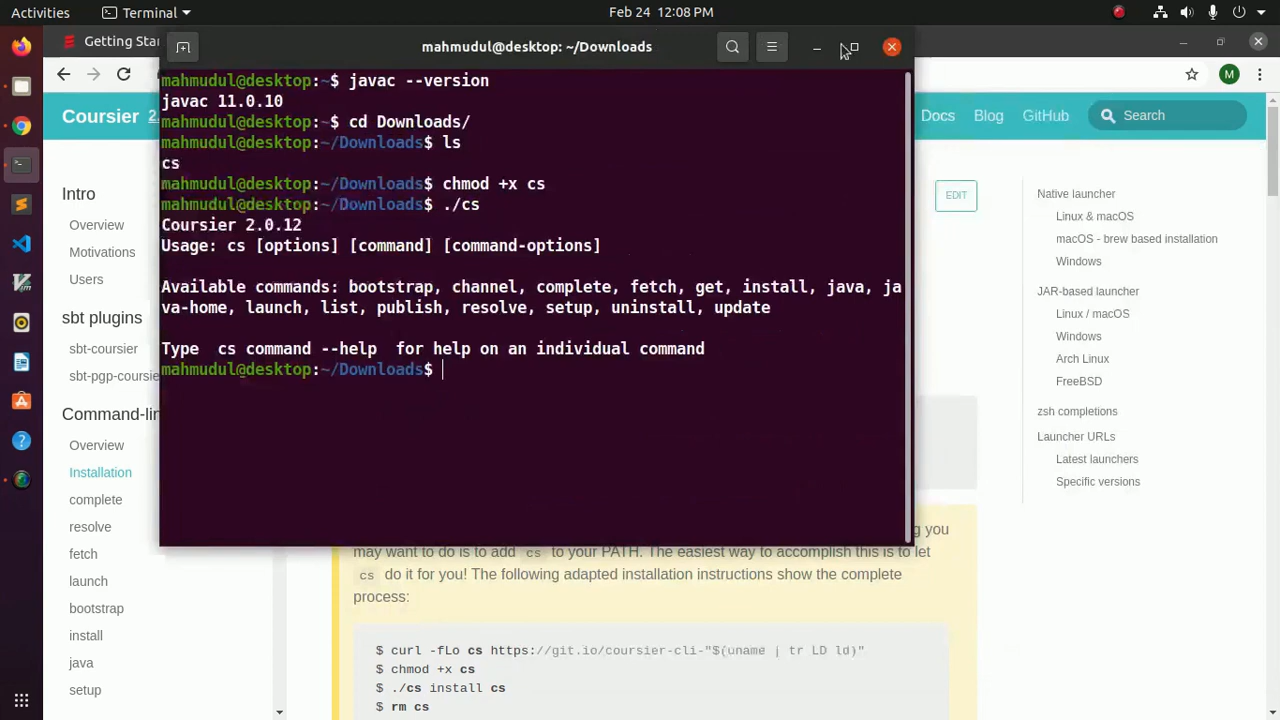 Activities
Terminal
Feb 24 12:08 PM
Getting Sta
mahmudul@desktop: ~/Downloads
M
Coursier
Docs
Blog
GitHub
Search
mahmudul@desktop:~$ javac --version
javac 11.0.10
mahmudul@desktop:~$ cd Downloads/
mahmudul@desktop:~/Downloads$ ls
cs
mahmudul@desktop:~/Downloads$ chmod +x cs
mahmudul@desktop:~/Downloads$ ./cs
Coursier 2.0.12
Usage: cs [options] [command] [command-options]
Available commands: bootstrap, channel, complete, fetch, get, install, java, ja
va-home, launch, list, publish, resolve, setup, uninstall, update
Type  cs command --help  for help on an individual command
mahmudul@desktop:~/Downloads$
Intro
Overview
Motivations
Users
sbt plugins
sbt-coursier
sbt-pgp-coursie
Command-lin
Overview
Installation
complete
resolve
fetch
launch
bootstrap
install
java
setup
EDIT
Native launcher
Linux & macOS
macOS - brew based installation
Windows
JAR-based launcher
Linux / macOS
Windows
Arch Linux
FreeBSD
zsh completions
Launcher URLs
Latest launchers
Specific versions
you
may want to do is to add cs to your PATH. The easiest way to accomplish this is to let
cs do it for you! The following adapted installation instructions show the complete
process:
$ curl -fLo cs https://git.io/coursier-cli-"$(uname | tr LD ld)"
$ chmod +x cs
$ ./cs install cs
$ rm cs